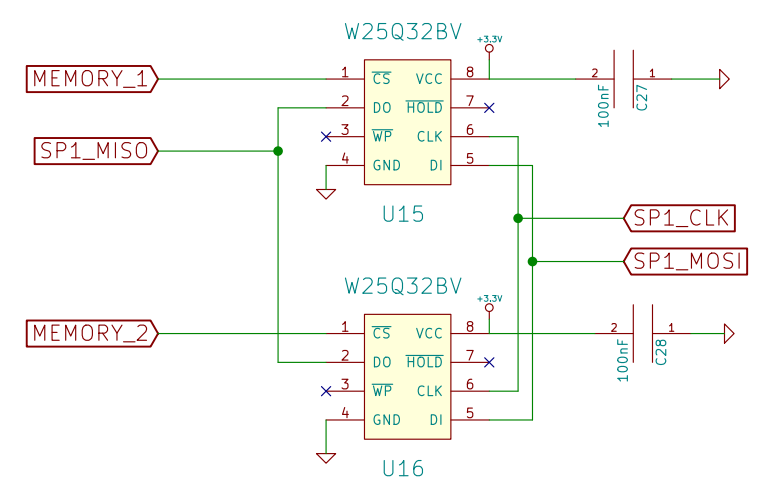 W25Q32BV
+3.3V
MEMORY_1
1 CS VCC 8
2 1
100nF
C27
2 DO HOLD 7
3 WP CLK 6
SP1_MISO
4 GND DI 5
U15
SP1_CLK
SP1_MOSI
W25Q32BV
+3.3V
MEMORY_2
1 CS VCC 8
2 1
100nF
C28
2 DO HOLD 7
3 WP CLK 6
4 GND DI 5
U16